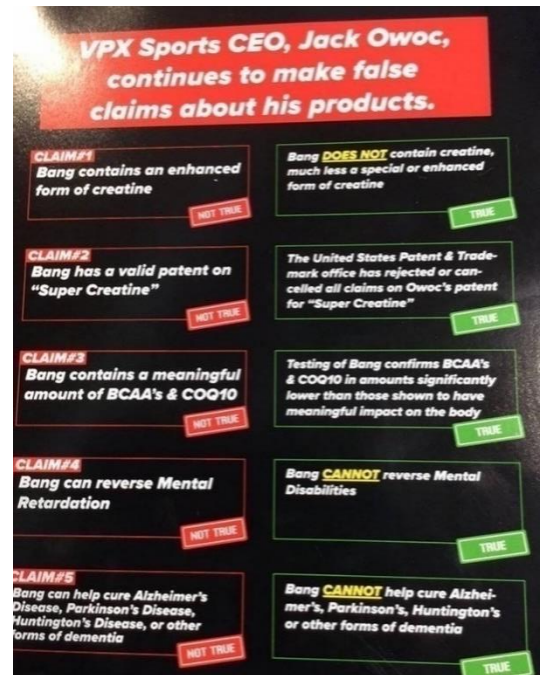 VPX Sports CEO, Jack Owoc,
continues to make false
claims about his products.
CLAIM#1
Bang contains an enhanced
form of creatine
NOT TRUE
Bang DOES NOT contain creatine,
much less a special or enhanced
form of creatine
TRUE
CLAIM#2
Bang has a valid patent on
“Super Creatine”
NOT TRUE
The United States Patent & Trade-
mark office has rejected or can-
celled all claims on Owoc’s patent
for “Super Creatine”
TRUE
CLAIM#3
Bang contains a meaningful
amount of BCAA’s & COQ10
NOT TRUE
Testing of Bang confirms BCAA’s
& COQ10 in amounts significantly
lower than those shown to have
meaningful impact on the body
TRUE
CLAIM#4
Bang can reverse Mental
Retardation
NOT TRUE
Bang CANNOT reverse Mental
Disabilities
TRUE
CLAIM#5
Bang can help cure Alzheimer’s
Disease, Parkinson’s Disease,
Huntington’s Disease, or other
forms of dementia
NOT TRUE
Bang CANNOT help cure Alzhei-
mer’s, Parkinson’s, Huntington’s
or other forms of dementia
TRUE